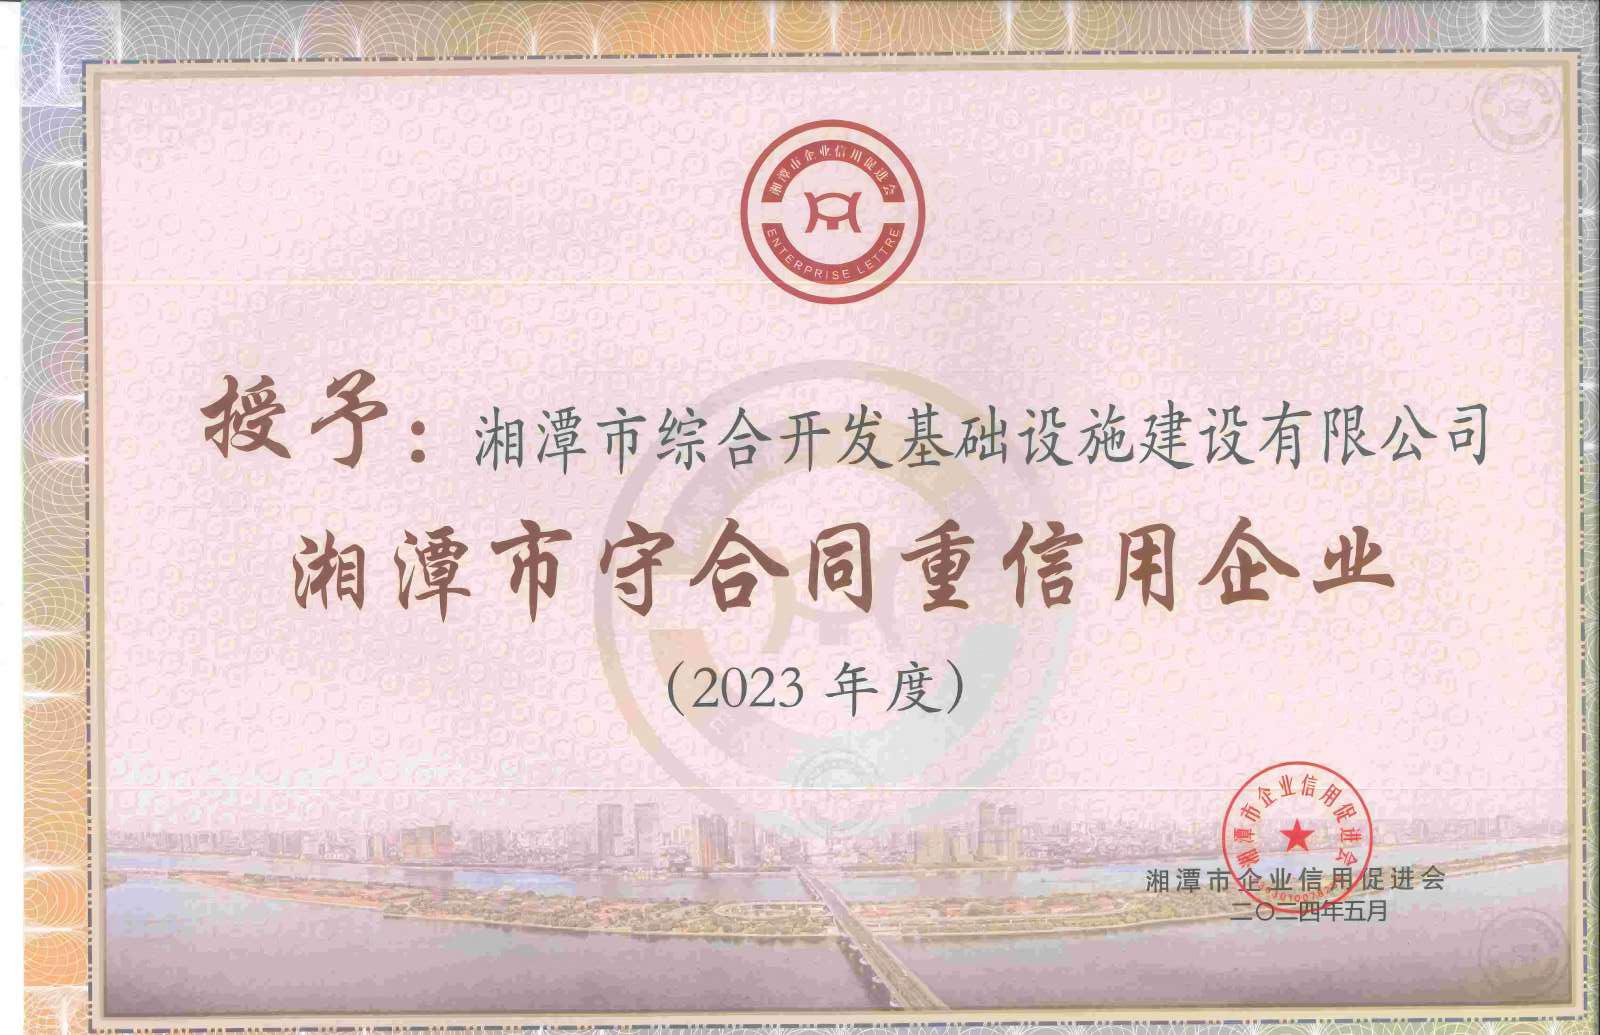 湘潭市企业信用促进会
ENTERPRISE LETTRE
授予：湘潭市综合开发基础设施建设有限公司
湘潭市守合同重信用企业
（2023 年度）
湘潭市企业信用促进会
湘潭市企业信用促进会
二〇二四年五月